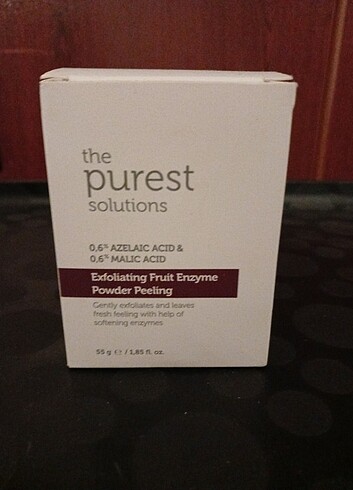 the
purest
solutions
0,6% AZELAIC ACID &
0,6% MALIC ACID
Exfoliating Fruit Enzyme
Powder Peeling
Gently exfoliates and leaves
fresh feeling with help of
softening enzymes
55 g ℮ / 1,85 fl. oz.